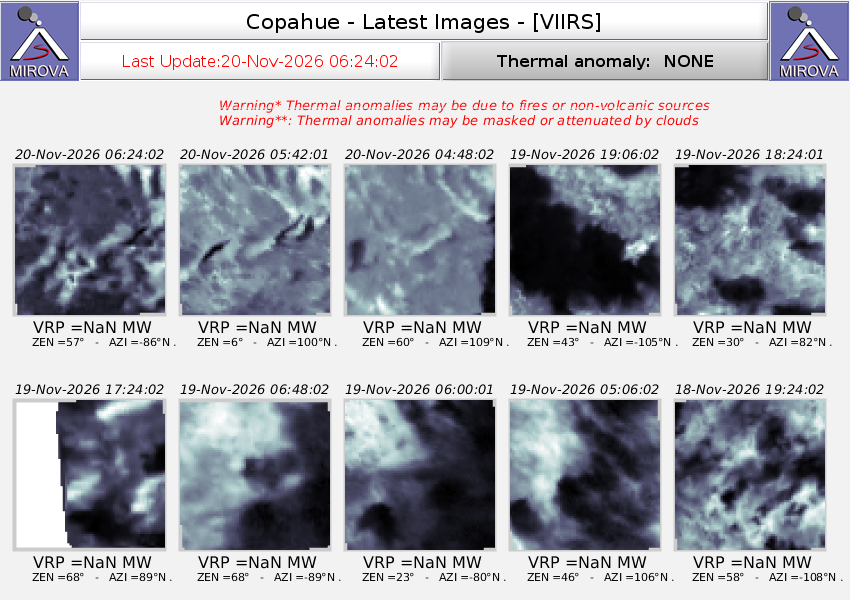 Copahue - Latest Images - [VIIRS]
MIROVA
MIROVA
Last Update:20-Nov-2026 06:24:02
Thermal anomaly:  NONE
Warning* Thermal anomalies may be due to fires or non-volcanic sources
Warning**: Thermal anomalies may be masked or attenuated by clouds
20-Nov-2026 06:24:02 20-Nov-2026 05:42:01 20-Nov-2026 04:48:02 19-Nov-2026 19:06:02 19-Nov-2026 18:24:01
VRP =NaN MW VRP =NaN MW VRP =NaN MW VRP =NaN MW VRP =NaN MW
ZEN =57° - AZI =-86°N . ZEN =6° - AZI =100°N . ZEN =60° - AZI =109°N . ZEN =43° - AZI =-105°N . ZEN =30° - AZI =82°N .
19-Nov-2026 17:24:02 19-Nov-2026 06:48:02 19-Nov-2026 06:00:01 19-Nov-2026 05:06:02 18-Nov-2026 19:24:02
VRP =NaN MW VRP =NaN MW VRP =NaN MW VRP =NaN MW VRP =NaN MW
ZEN =68° - AZI =89°N . ZEN =68° - AZI =-89°N . ZEN =23° - AZI =-80°N . ZEN =46° - AZI =106°N . ZEN =58° - AZI =-108°N .